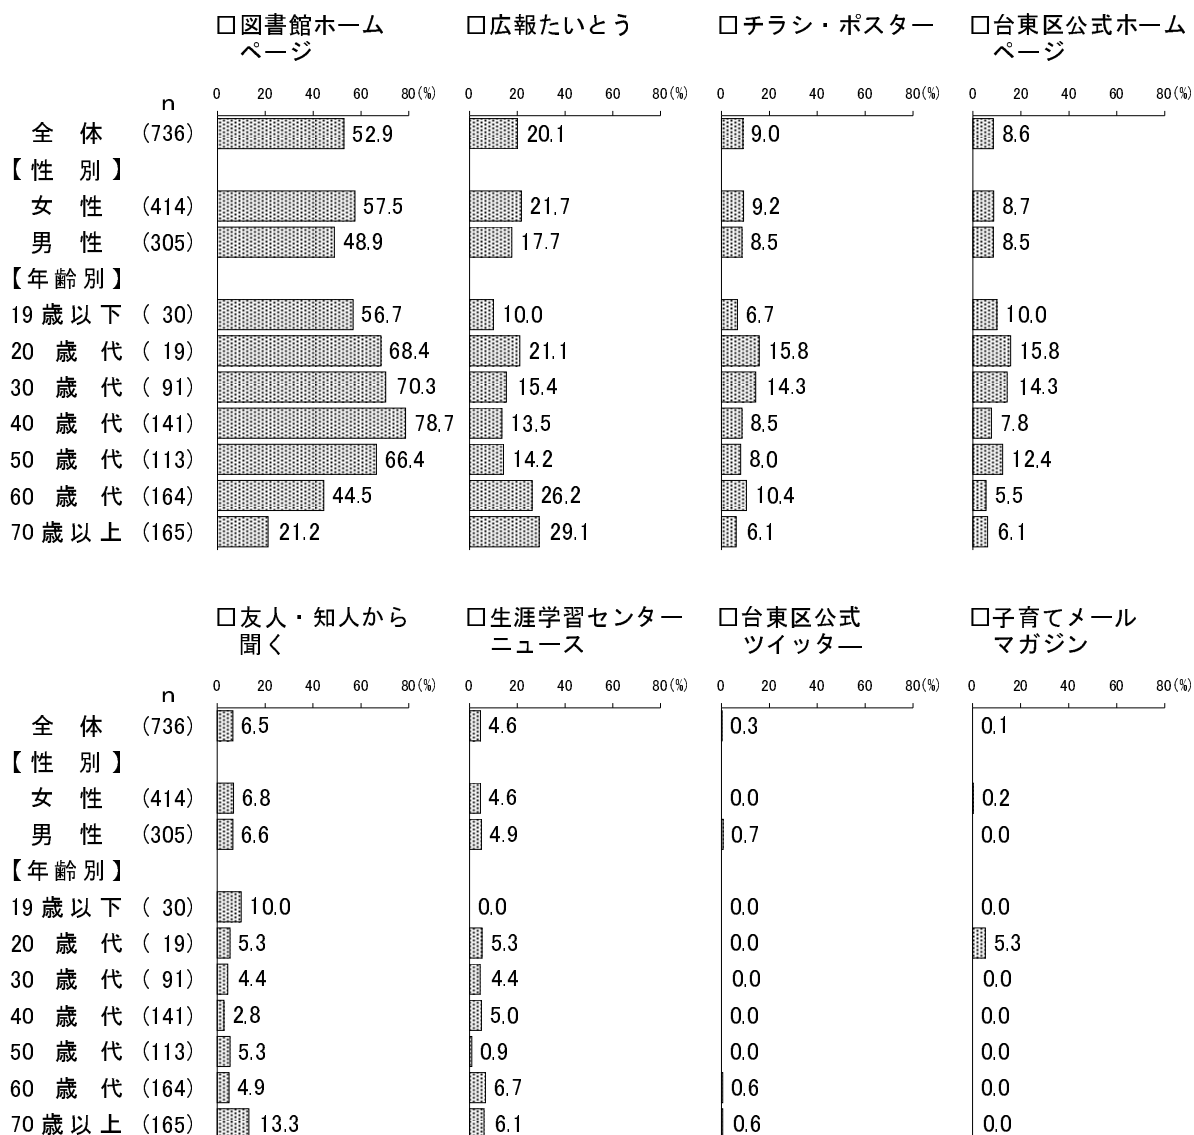 □図書館ホーム
ページ
□広報たいとう
□チラシ・ポスター
□台東区公式ホーム
ページ
n 0 20 40 60 80(%) 0 20 40 60 80(%) 0 20 40 60 80(%) 0 20 40 60 80(%)
全 体 (736) 52.9 20.1 9.0 8.6
【性 別】
女 性 (414) 57.5 21.7 9.2 8.7
男 性 (305) 48.9 17.7 8.5 8.5
【年齢別】
19歳以下 ( 30) 56.7 10.0 6.7 10.0
20 歳 代 ( 19) 68.4 21.1 15.8 15.8
30 歳 代 ( 91) 70.3 15.4 14.3 14.3
40 歳 代 (141) 78.7 13.5 8.5 7.8
50 歳 代 (113) 66.4 14.2 8.0 12.4
60 歳 代 (164) 44.5 26.2 10.4 5.5
70歳以上 (165) 21.2 29.1 6.1 6.1
□友人・知人から
聞く
□生涯学習センター
ニュース
□台東区公式
ツイッター
□子育てメール
マガジン
n 0 20 40 60 80(%) 0 20 40 60 80(%) 0 20 40 60 80(%) 0 20 40 60 80(%)
全 体 (736) 6.5 4.6 0.3 0.1
【性 別】
女 性 (414) 6.8 4.6 0.0 0.2
男 性 (305) 6.6 4.9 0.7 0.0
【年齢別】
19歳以下 ( 30) 10.0 0.0 0.0 0.0
20 歳 代 ( 19) 5.3 5.3 0.0 5.3
30 歳 代 ( 91) 4.4 4.4 0.0 0.0
40 歳 代 (141) 2.8 5.0 0.0 0.0
50 歳 代 (113) 5.3 0.9 0.0 0.0
60 歳 代 (164) 4.9 6.7 0.6 0.0
70歳以上 (165) 13.3 6.1 0.6 0.0